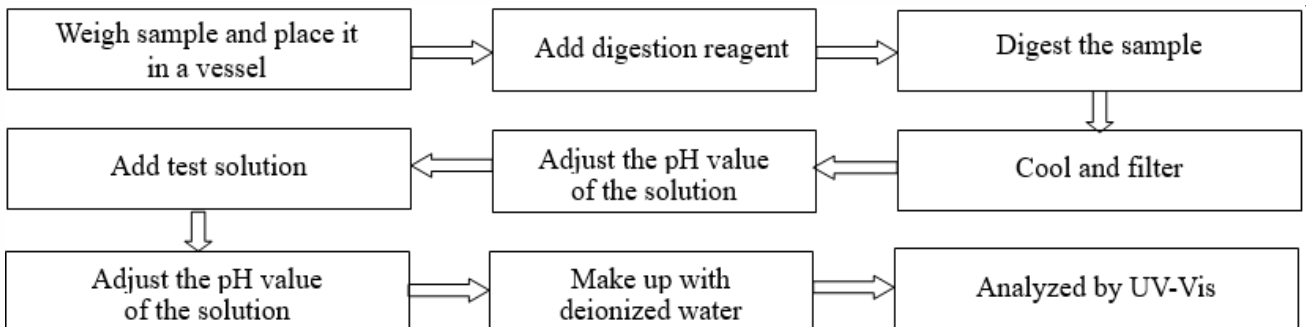 Weigh sample and place it
in a vessel
Add digestion reagent
Digest the sample
Cool and filter
Adjust the pH value
of the solution
Add test solution
Adjust the pH value
of the solution
Make up with
deionized water
Analyzed by UV-Vis